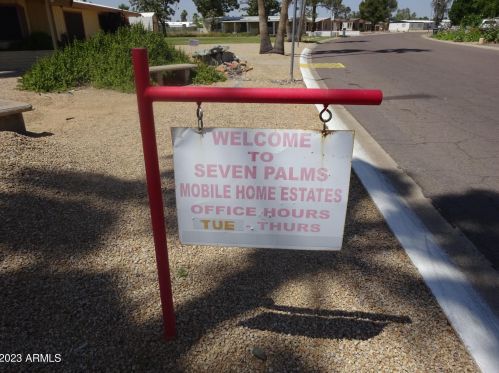 WELCOME
TO
SEVEN PALMS
MOBILE HOME ESTATES
OFFICE HOURS
TUE - THURS
2023 ARMLS